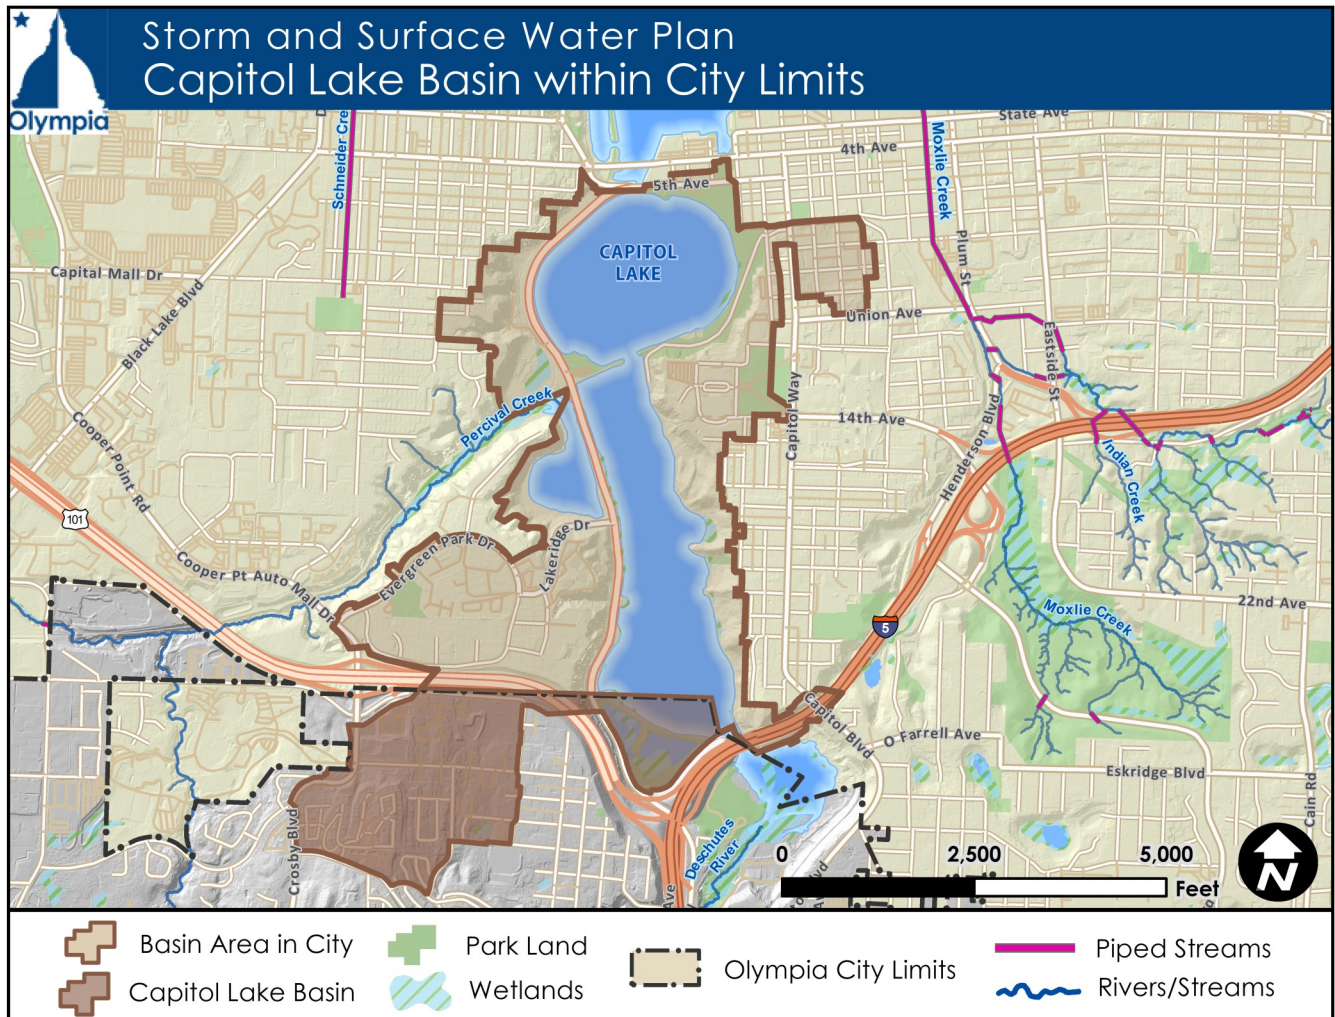 Storm and Surface Water Plan
Capitol Lake Basin within City Limits
Olympia
State Ave
4th Ave
5th Ave
Schneider Cre
Moxlie Creek
Plum St
CAPITOL
LAKE
Capital Mall Dr
Black Lake Blvd
Union Ave
Eastside St
Percival Creek
Capitol Way
14th Ave
Henderson Blvd
Cooper Point Rd
Indian Creek
101
Lakeridge Dr
Evergreen Park Dr
Cooper Pt Auto Mall Dr
22nd Ave
5
Moxlie Creek
Capitol Blvd
O Farrell Ave
Eskridge Blvd
Cain Rd
Crosby Blvd
Deschutes
River
Ave
lvd
Av
0
2,500
5,000
Feet
N
Basin Area in City
Capitol Lake Basin
Park Land
Wetlands
Olympia City Limits
Piped Streams
Rivers/Streams